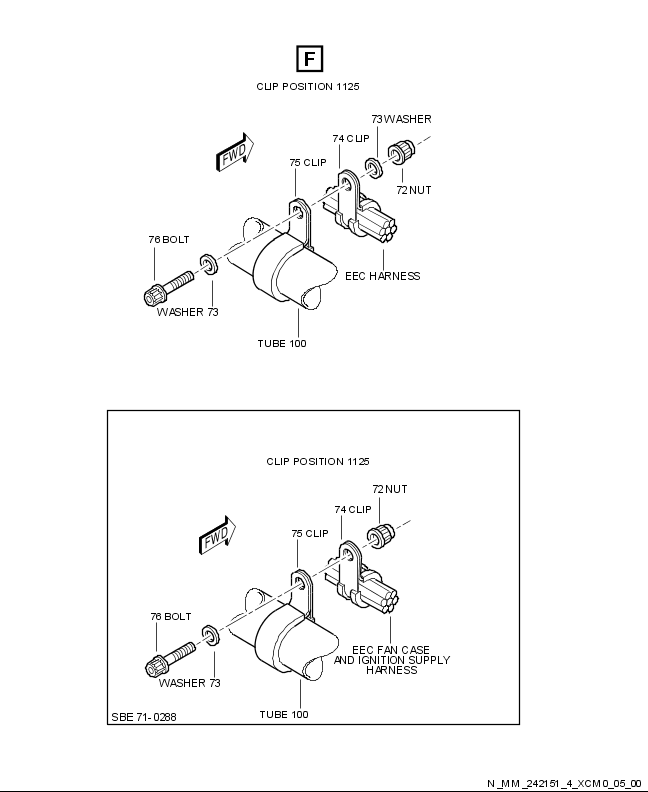 F
CLIP POSITION 1125
73 WASHER
74 CLIP
75 CLIP
FWD
72 NUT
76 BOLT
EEC HARNESS
WASHER 73
TUBE 100
CLIP POSITION 1125
72 NUT
74 CLIP
75 CLIP
FWD
76 BOLT
EEC FAN CASE
AND IGNITION SUPPLY
HARNESS
WASHER 73
TUBE 100
SBE 71-0288
N_MM_242151_4_XCM0_05_00